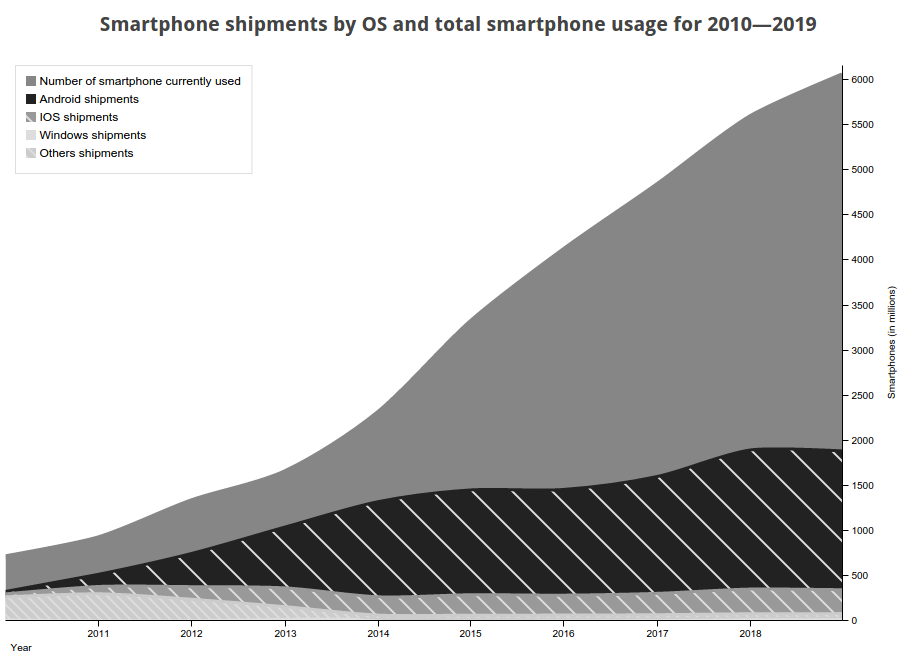 Smartphone shipments by OS and total smartphone usage for 2010—2019
Number of smartphone currently used
Android shipments
IOS shipments
Windows shipments
Others shipments
6000
5500
5000
4500
4000
3500
3000
2500
2000
1500
1000
500
0
Smartphones (in millions)
2011 2012 2013 2014 2015 2016 2017 2018
Year